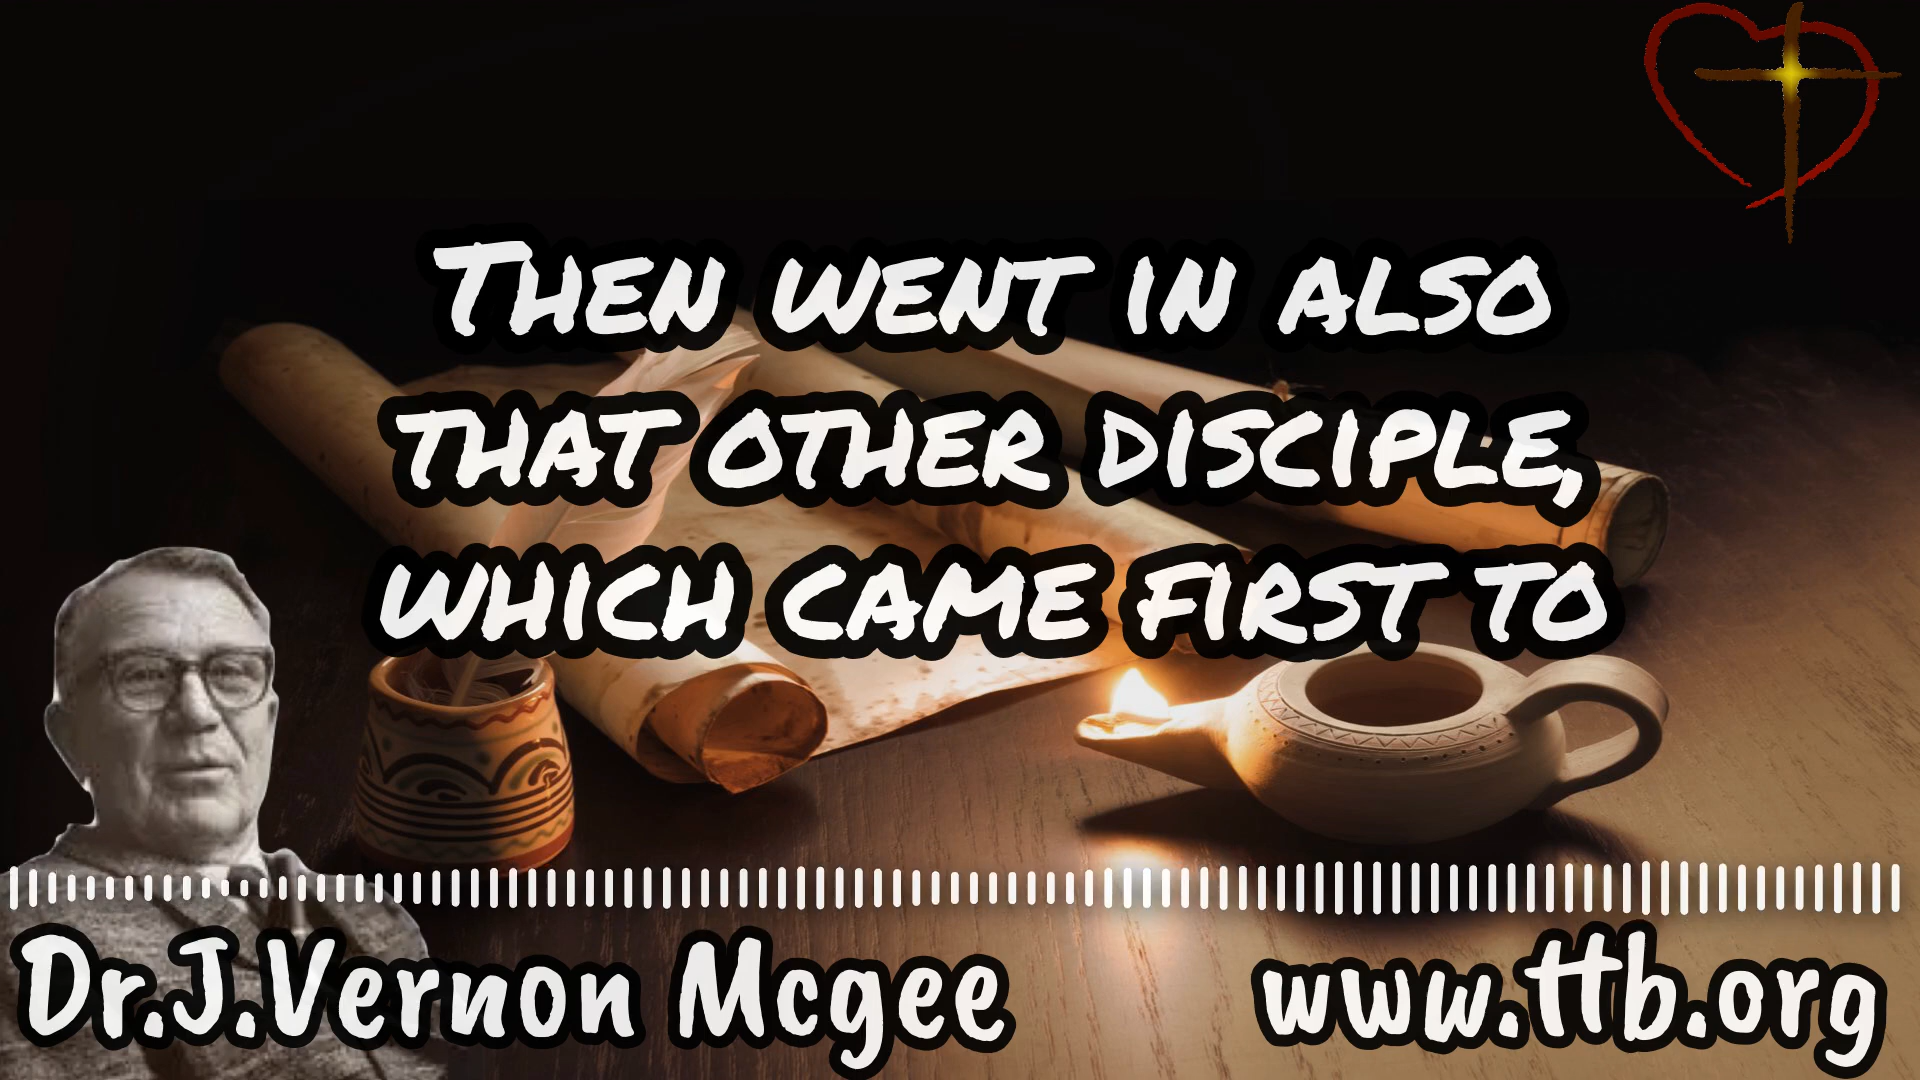 Then went in also
that other disciple,
which came first to
Dr.J.Vernon Mcgee
www.ttb.org